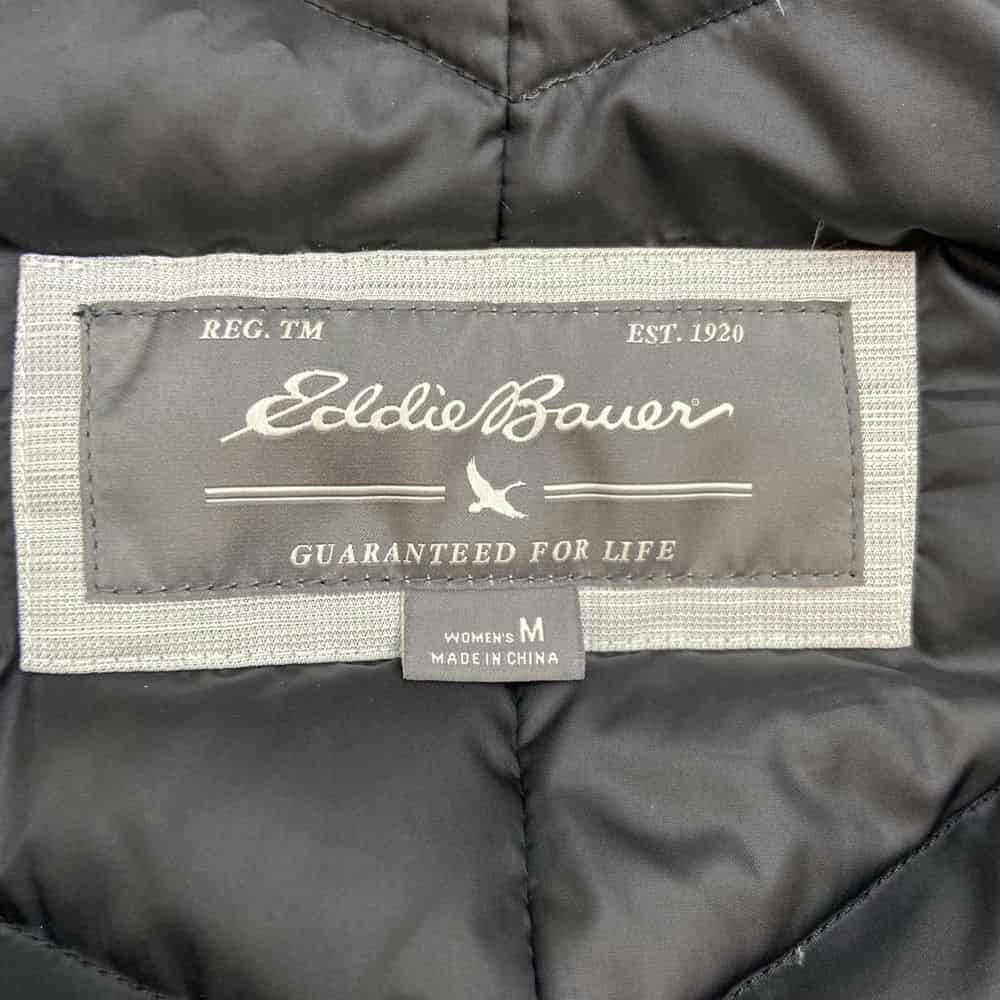 REG. TM EST. 1920
Eddie Bauer®
GUARANTEED FOR LIFE
WOMEN'S M
MADE IN CHINA